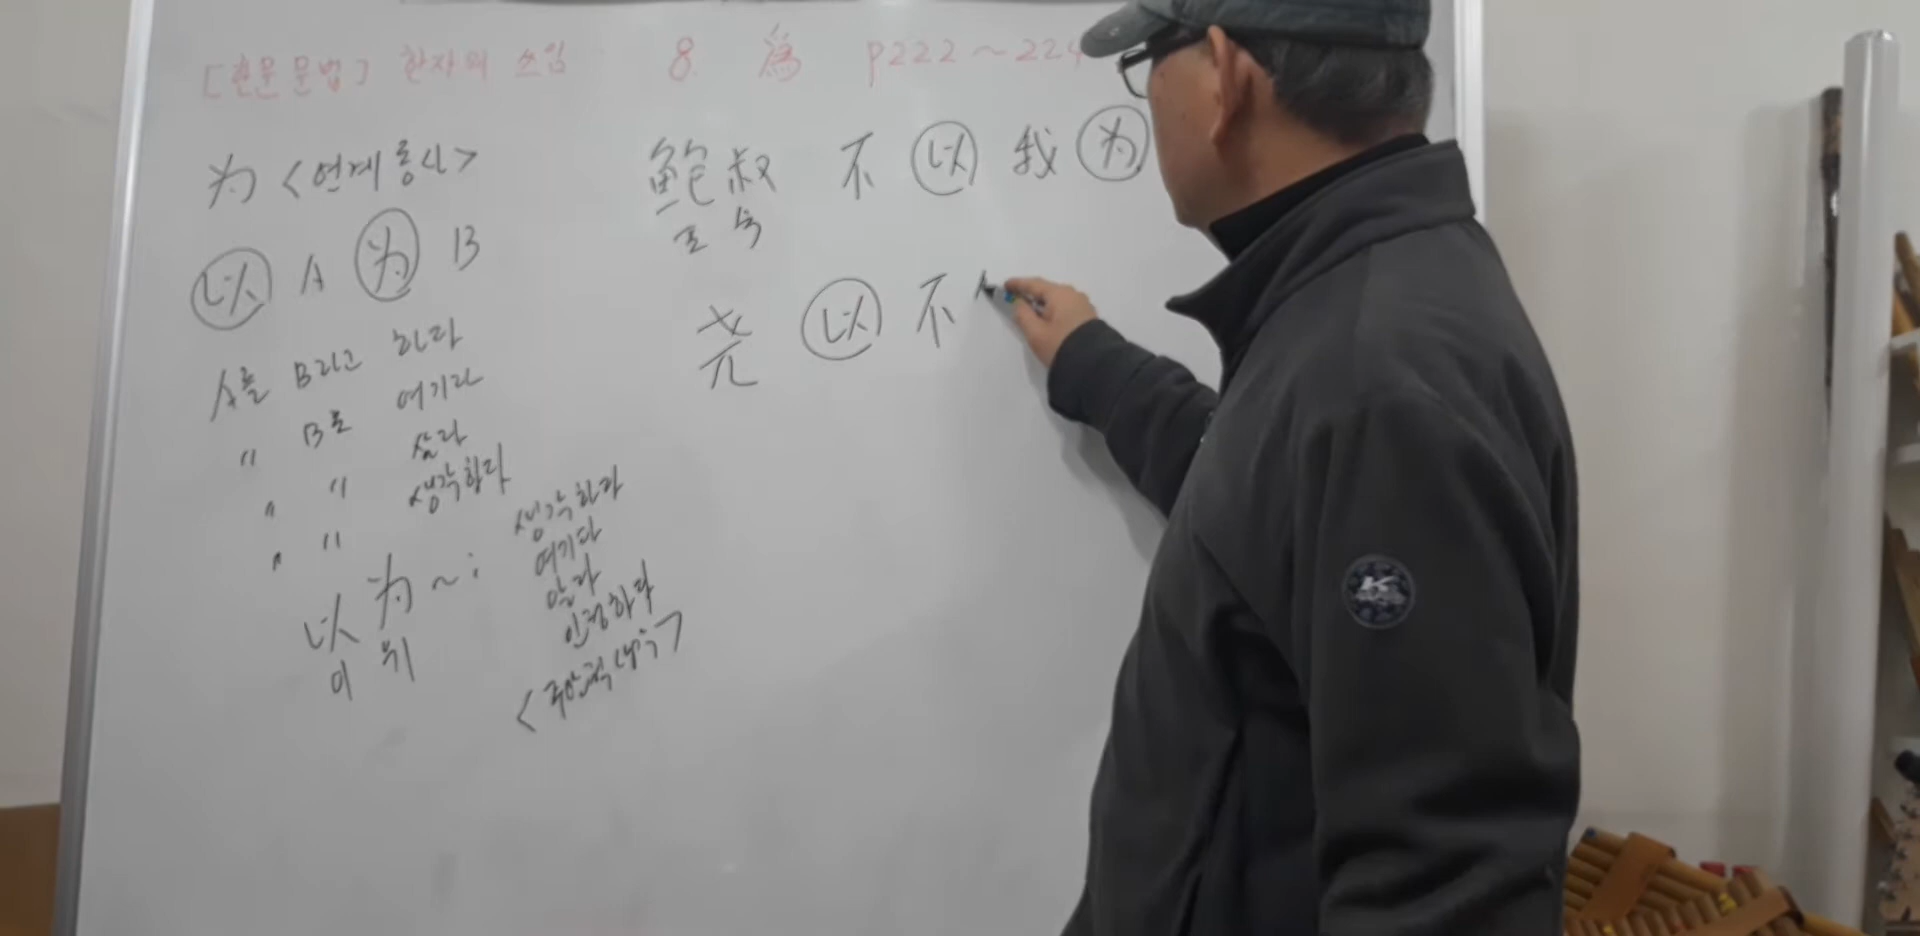 [한문문법] 한자의 쓰임 8. 為 p222~224
为 <연계동사>
以 A 为 B
A를 B라고 하다
〃 B로 여기다
〃 〃 삼다
〃 〃 생각하다
以为~: 생각하다
이 위 여기다
알다
인정하다
<주관적 생각>
鮑叔 不 以 我 为
포숙
尧 以 不